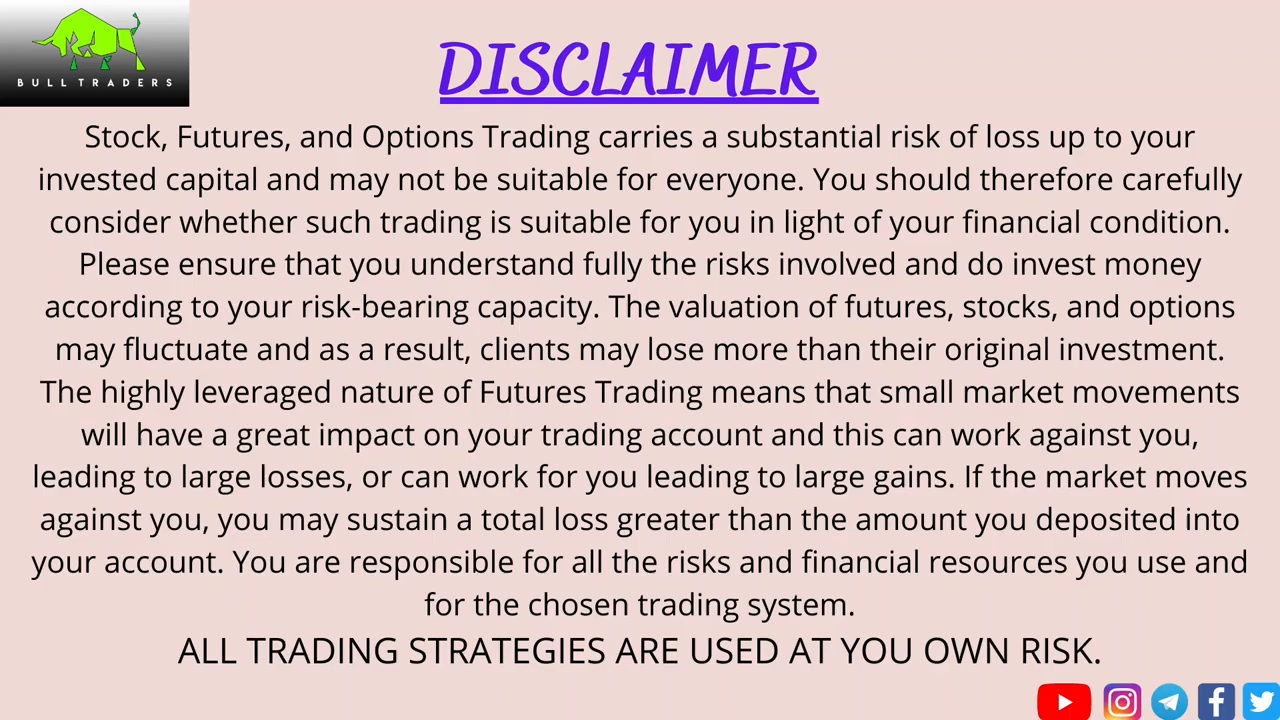 BULL TRADERS
DISCLAIMER
Stock, Futures, and Options Trading carries a substantial risk of loss up to your
invested capital and may not be suitable for everyone. You should therefore carefully
consider whether such trading is suitable for you in light of your financial condition.
Please ensure that you understand fully the risks involved and do invest money
according to your risk-bearing capacity. The valuation of futures, stocks, and options
may fluctuate and as a result, clients may lose more than their original investment.
The highly leveraged nature of Futures Trading means that small market movements
will have a great impact on your trading account and this can work against you,
leading to large losses, or can work for you leading to large gains. If the market moves
against you, you may sustain a total loss greater than the amount you deposited into
your account. You are responsible for all the risks and financial resources you use and
for the chosen trading system.
ALL TRADING STRATEGIES ARE USED AT YOU OWN RISK.